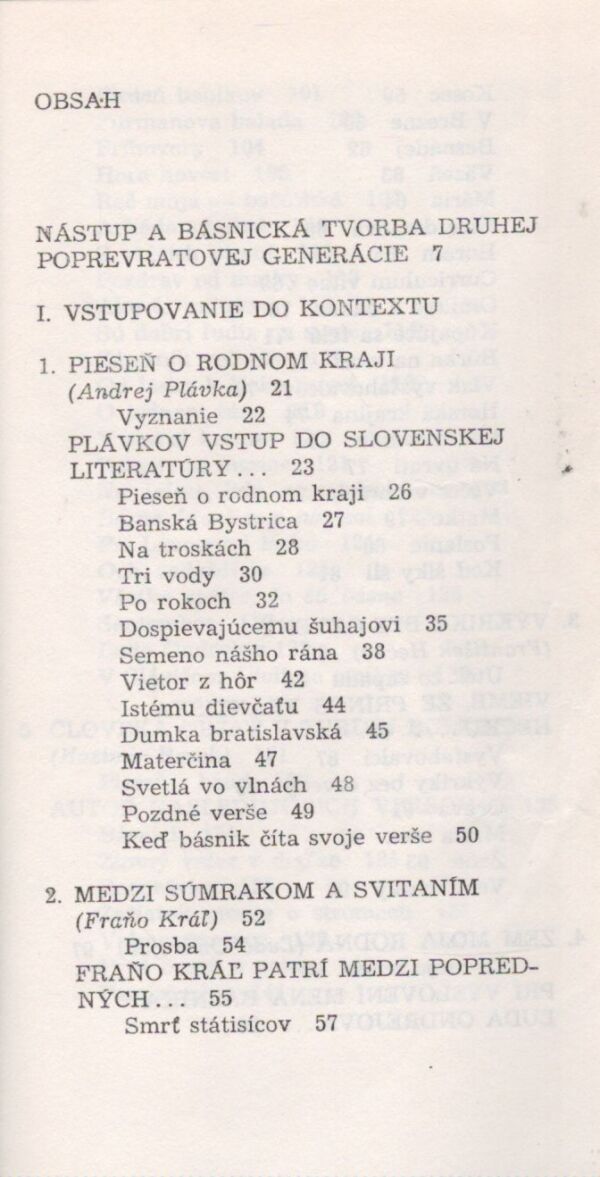 OBSAH
NÁSTUP A BÁSNICKÁ TVORBA DRUHEJ
POPREVRATOVEJ GENERÁCIE 7
I. VSTUPOVANIE DO KONTEXTU
1. PIESEŇ O RODNOM KRAJI
(Andrej Plávka) 21
Vyznanie 22
PLÁVKOV VSTUP DO SLOVENSKEJ
LITERATÚRY.... 23
Pieseň o rodnom kraji 26
Banská Bystrica 27
Na troskách 28
Tri vody 30
Po rokoch 32
Dospievajúcemu šuhajovi 35
Semeno nášho rána 38
Vietor z hôr 42
Istému dievčaťu 44
Dumka bratislavská 45
Materčina 47
Svetlá vo vlnách 48
Pozdné verše 49
Keď básnik číta svoje verše 50
2. MEDZI SÚMRAKOM A SVITANÍM
(Fraňo Kráľ) 52
Prosba 54
FRAŇO KRÁĽ PATRÍ MEDZI POPRED-
NÝCH... 55
Smrť státisícov 57